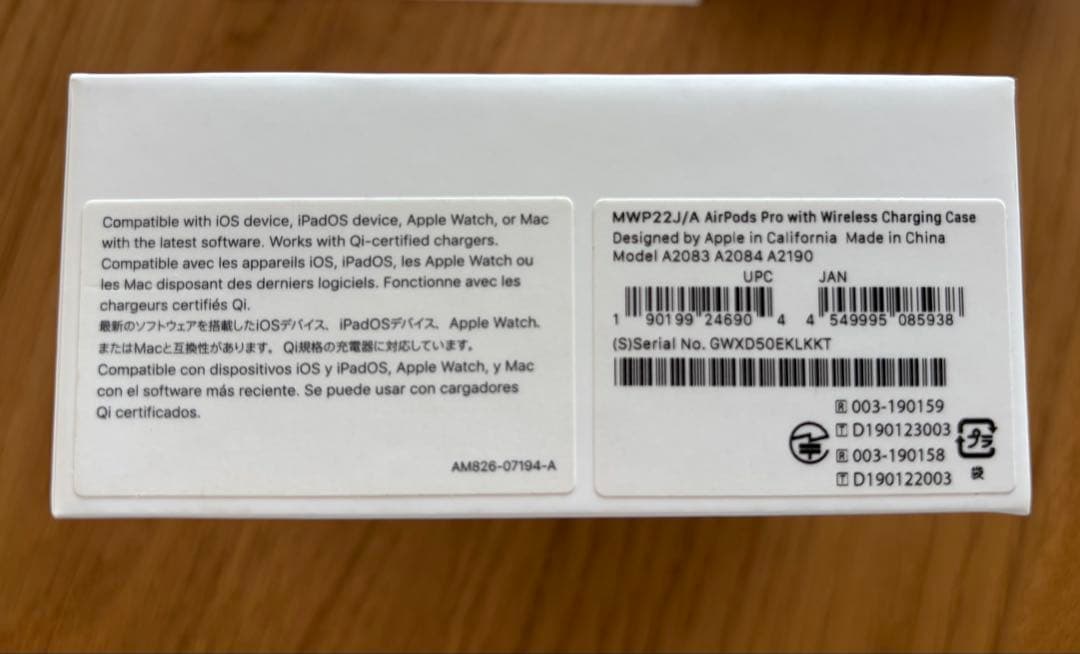 Compatible with iOS device, iPadOS device, Apple Watch, or Mac
with the latest software. Works with Qi-certified chargers.
Compatible avec les appareils iOS, iPadOS, les Apple Watch ou
les Mac disposant des derniers logiciels. Fonctionne avec les
chargeurs certifiés Qi.
最新のソフトウェアを搭載したiOSデバイス、iPadOSデバイス、Apple Watch、
またはMacと互換性があります。Qi規格の充電器に対応しています。
Compatible con dispositivos iOS y iPadOS, Apple Watch, y Mac
con el software más reciente. Se puede usar con cargadores
Qi certificados.
AM826-07194-A
MWP22J/A AirPods Pro with Wireless Charging Case
Designed by Apple in California Made in China
Model A2083 A2084 A2190
UPC JAN
1 90199 24690 4 4 549995 085938
(S)Serial No. GWXD50EKLKKT
R 003-190159
T D190123003
R 003-190158
T D190122003
プラ
袋